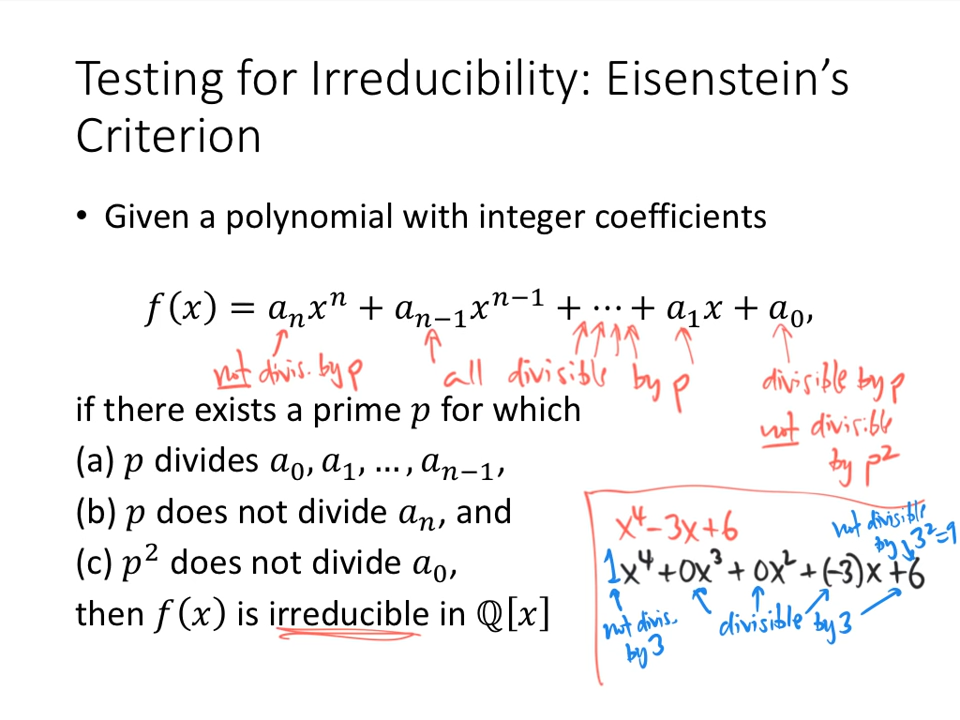 Testing for Irreducibility: Eisenstein’s
Criterion
• Given a polynomial with integer coefficients
f(x) = aₙxⁿ + aₙ₋₁xⁿ⁻¹ + ⋯ + a₁x + a₀,
not divis. by p
all divisible by p
divisible by p
not divisible
by p²
if there exists a prime p for which
(a) p divides a₀, a₁, … , aₙ₋₁,
(b) p does not divide aₙ, and
(c) p² does not divide a₀,
then f(x) is irreducible in ℚ[x]
x⁴-3x+6
not divisible
by 3²=9
1x⁴+0x³+0x²+(-3)x+6
not divis.
by 3
divisible by 3